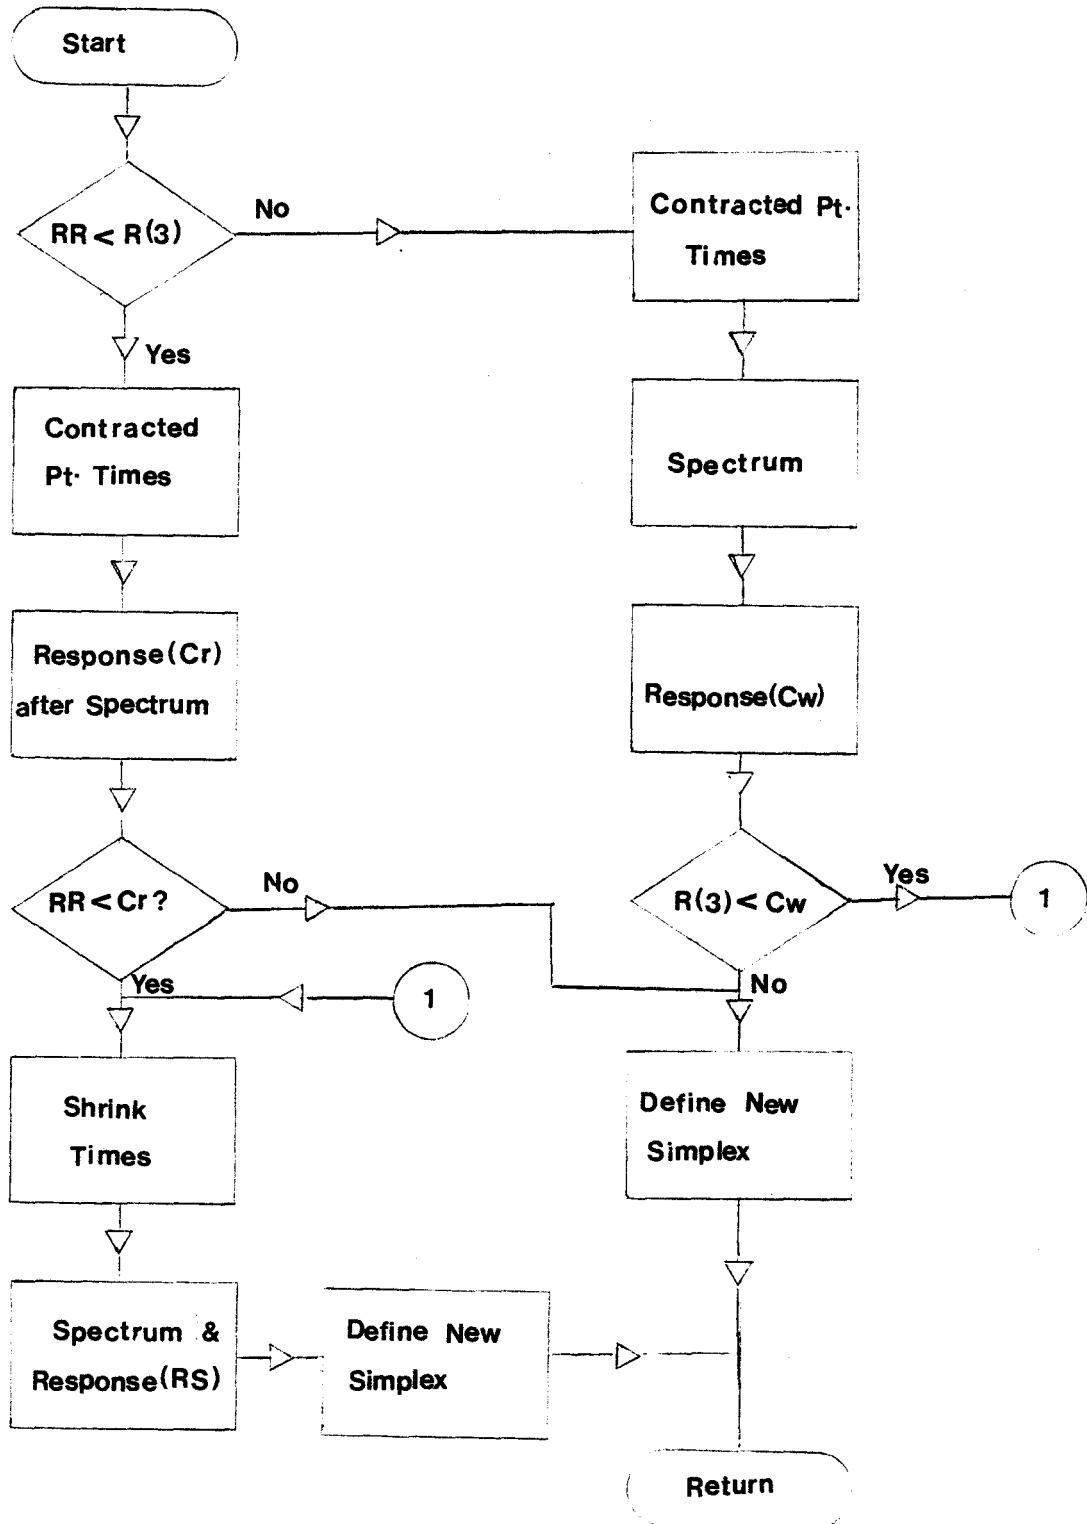 Start
RR < R(3)
No
Contracted Pt.
Times
Yes
Contracted
Pt. Times
Spectrum
Response(Cr)
after Spectrum
Response(Cw)
RR < Cr?
No
R(3) < Cw
Yes
1
Yes
1
No
Shrink
Times
Define New
Simplex
Spectrum &
Response(RS)
Define New
Simplex
Return